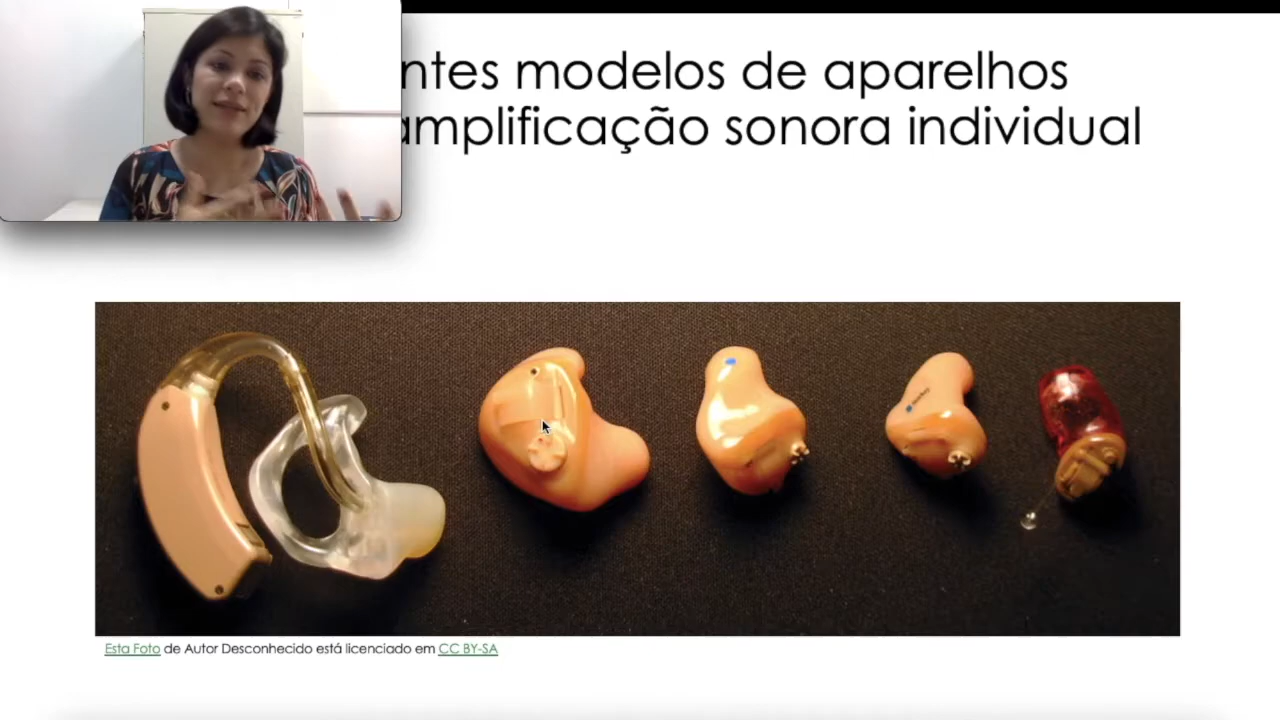 ntes modelos de aparelhos
amplificação sonora individual
Esta Foto de Autor Desconhecido está licenciado em CC BY-SA